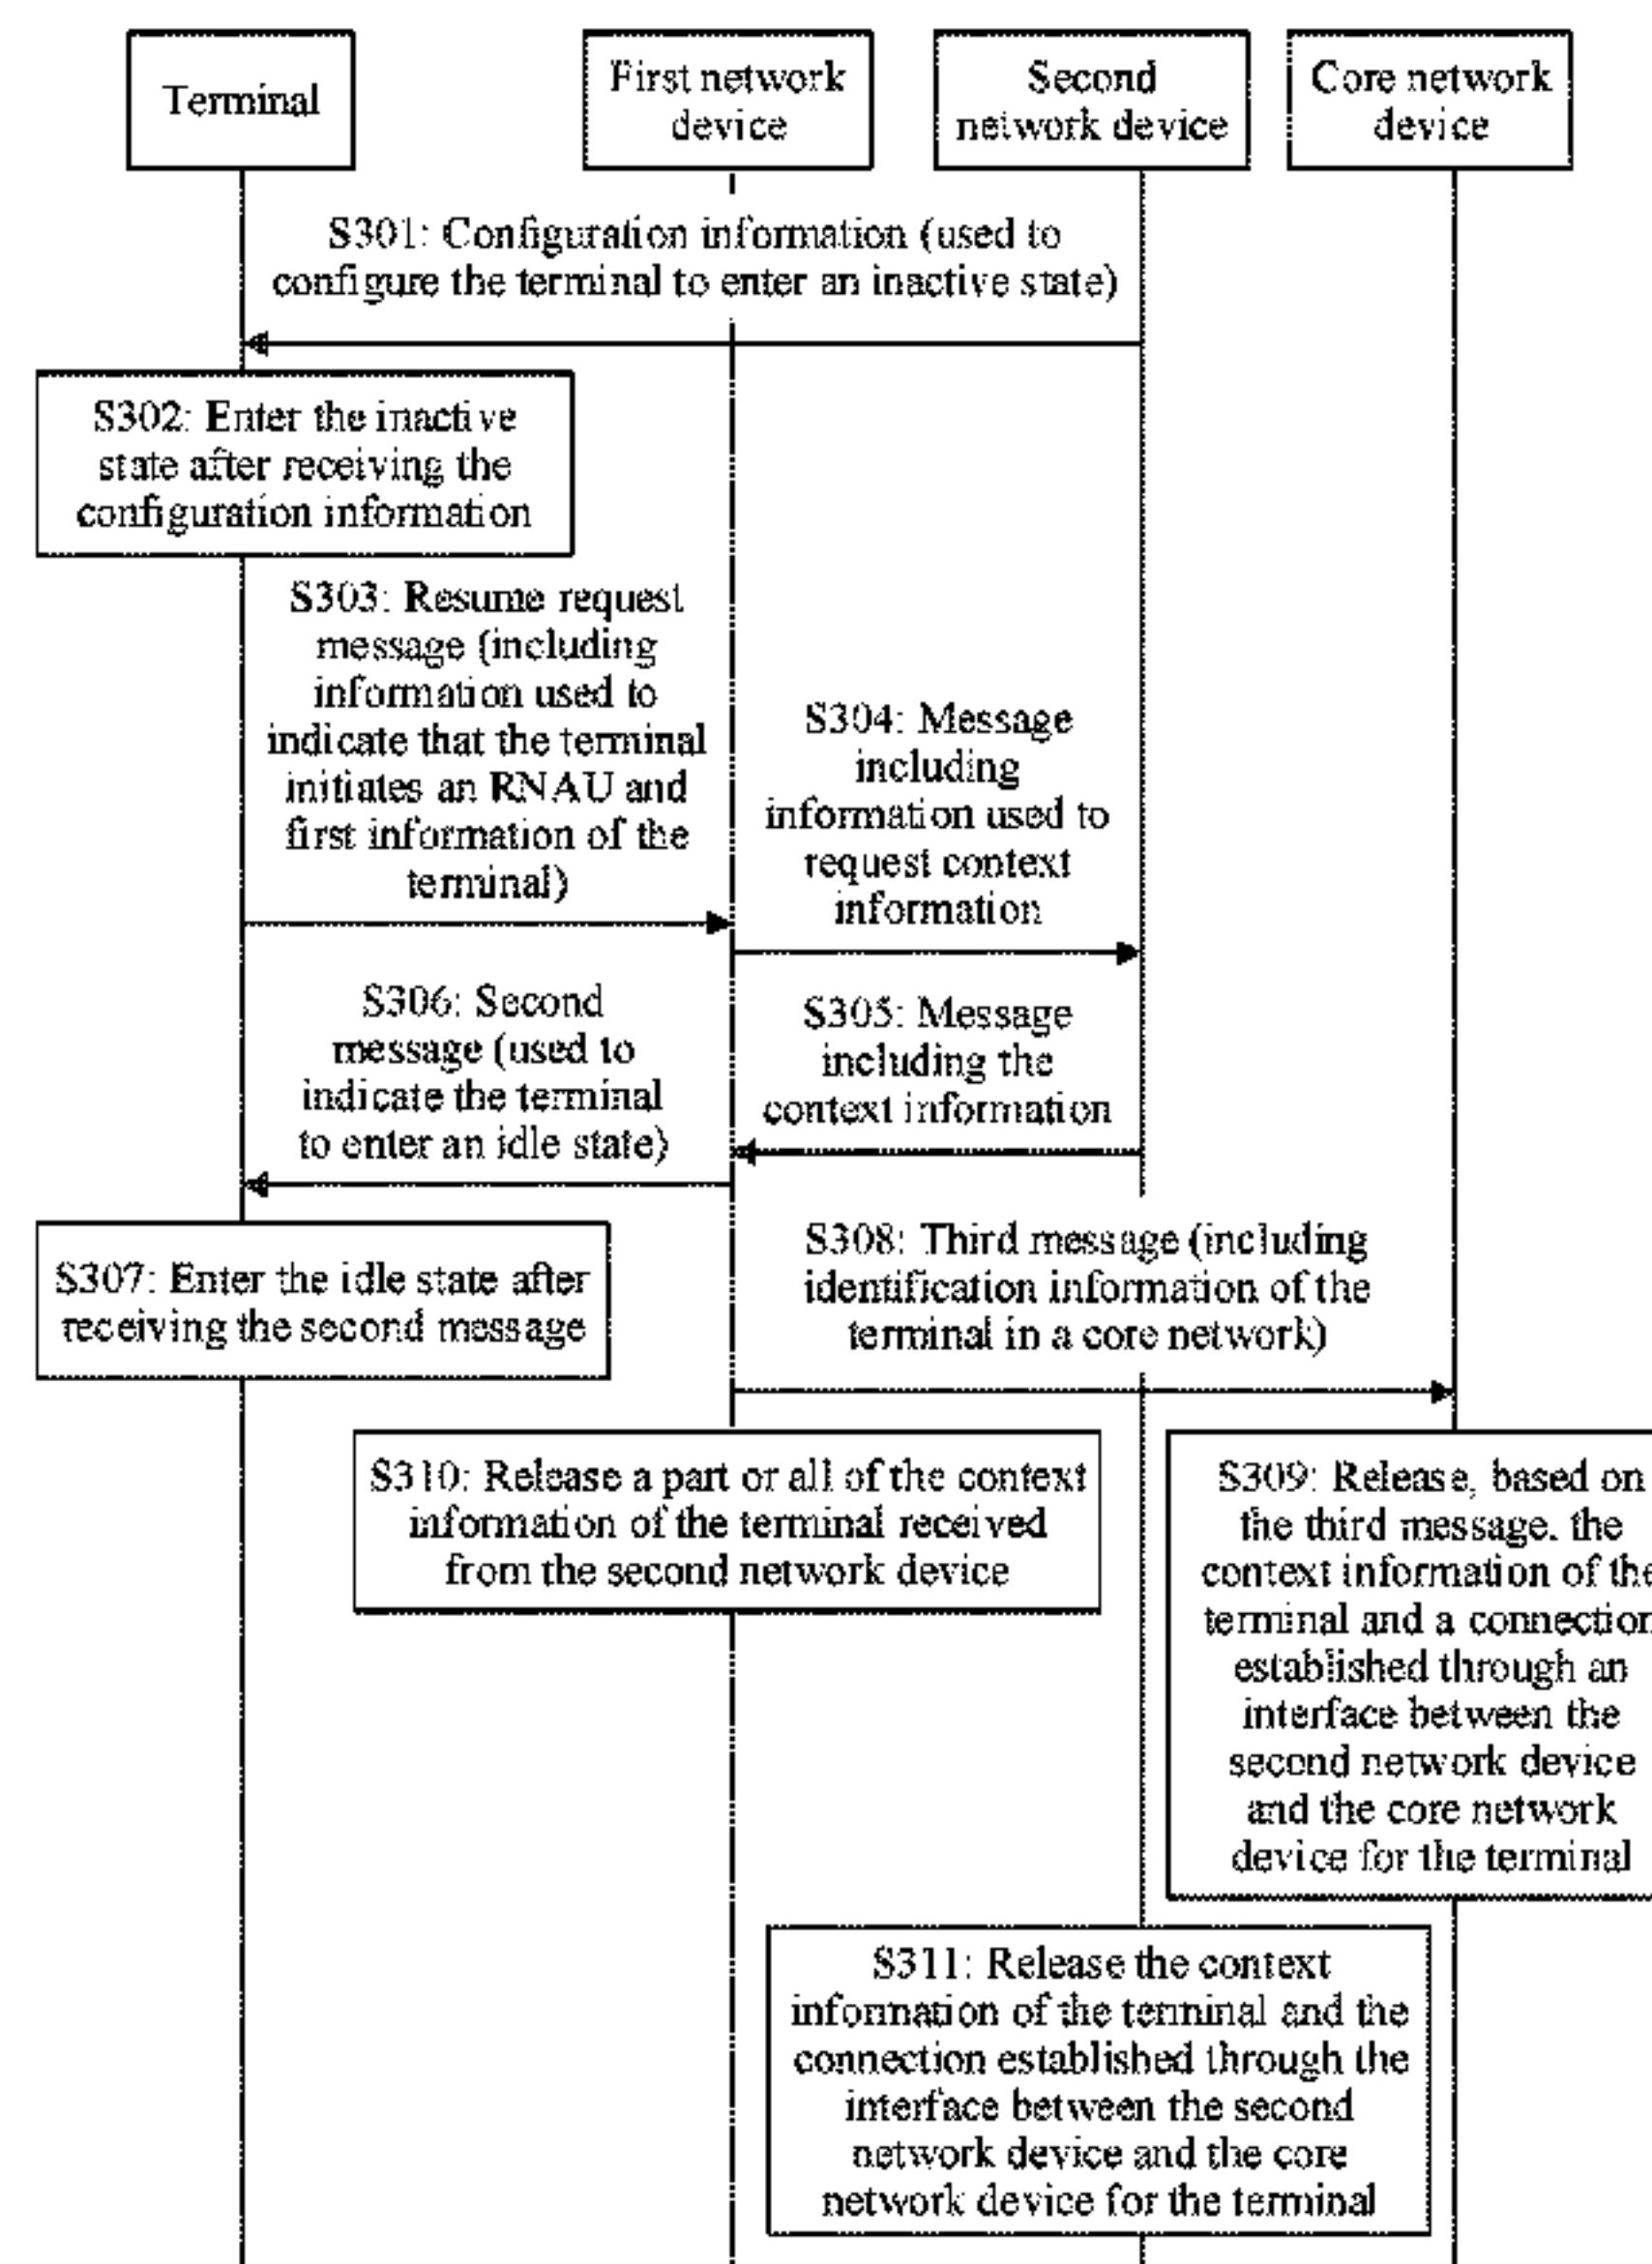 Terminal
First network
device
Second
network device
Core network
device
S301: Configuration information (used to
configure the terminal to enter an inactive state)
S302: Enter the inactive
state after receiving the
configuration information
S303: Resume request
message (including
information used to
indicate that the terminal
initiates an RNAU and
first information of the
terminal)
S304: Message
including
information used to
request context
information
S306: Second
message (used to
indicate the terminal
to enter an idle state)
S305: Message
including the
context information
S307: Enter the idle state after
receiving the second message
S308: Third message (including
identification information of the
terminal in a core network)
S310: Release a part or all of the context
information of the terminal received
from the second network device
S309: Release, based on
the third message, the
context information of the
terminal and a connection
established through an
interface between the
second network device
and the core network
device for the terminal
S311: Release the context
information of the terminal and the
connection established through the
interface between the second
network device and the core
network device for the terminal